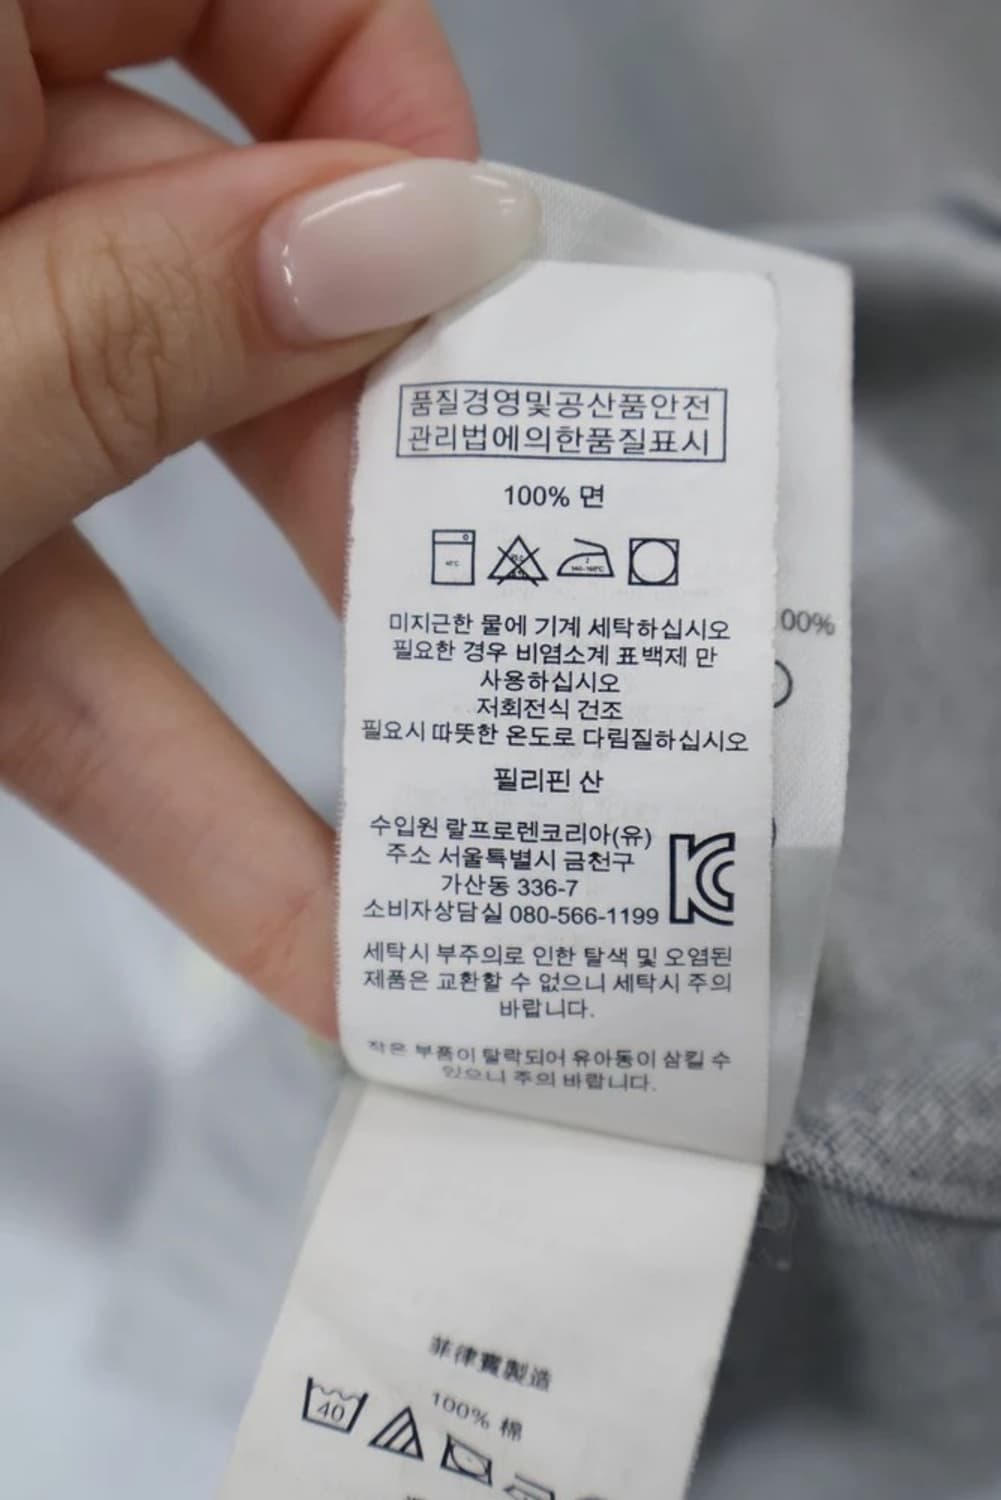 품질경영및공산품안전
관리법에의한품질표시
100% 면
40°C
140-160°C
미지근한 물에 기계 세탁하십시오
필요한 경우 비염소계 표백제 만
사용하십시오
저회전식 건조
필요시 따뜻한 온도로 다림질하십시오
필리핀 산
수입원 랄프로렌코리아(유)
주소 서울특별시 금천구
가산동 336-7
소비자상담실 080-566-1199
세탁시 부주의로 인한 탈색 및 오염된
제품은 교환할 수 없으니 세탁시 주의
바랍니다.
작은 부품이 탈락되어 유아동이 삼킬 수
있으니 주의 바랍니다.
00%
菲律賓製造
100% 棉
40